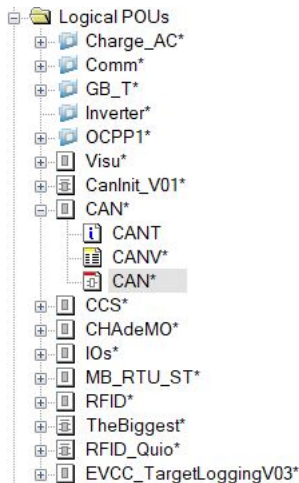 Logical POUs
Charge_AC*
Comm*
GB_T*
Inverter*
OCPP1*
Visu*
CanInit_V01*
CAN*
CANT
CANV*
CAN*
CCS*
CHAdeMO*
IOs*
MB_RTU_ST*
RFID*
TheBiggest*
RFID_Quio*
EVCC_TargetLoggingV03*